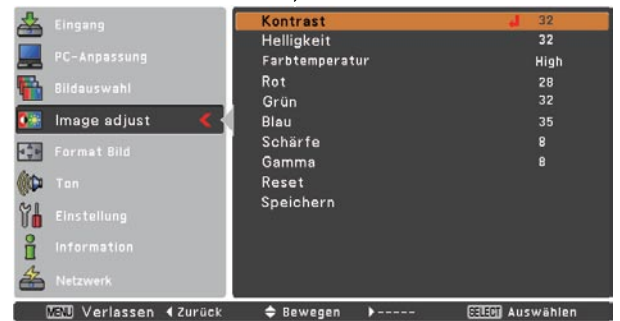 Eingang
PC-Anpassung
Bildauswahl
Image adjust
Format Bild
Ton
Einstellung
Information
Netzwerk
Kontrast 32
Helligkeit 32
Farbtemperatur High
Rot 28
Grün 32
Blau 35
Schärfe 8
Gamma 8
Reset
Speichern
MENU Verlassen Zurück Bewegen ----- SELECT Auswählen